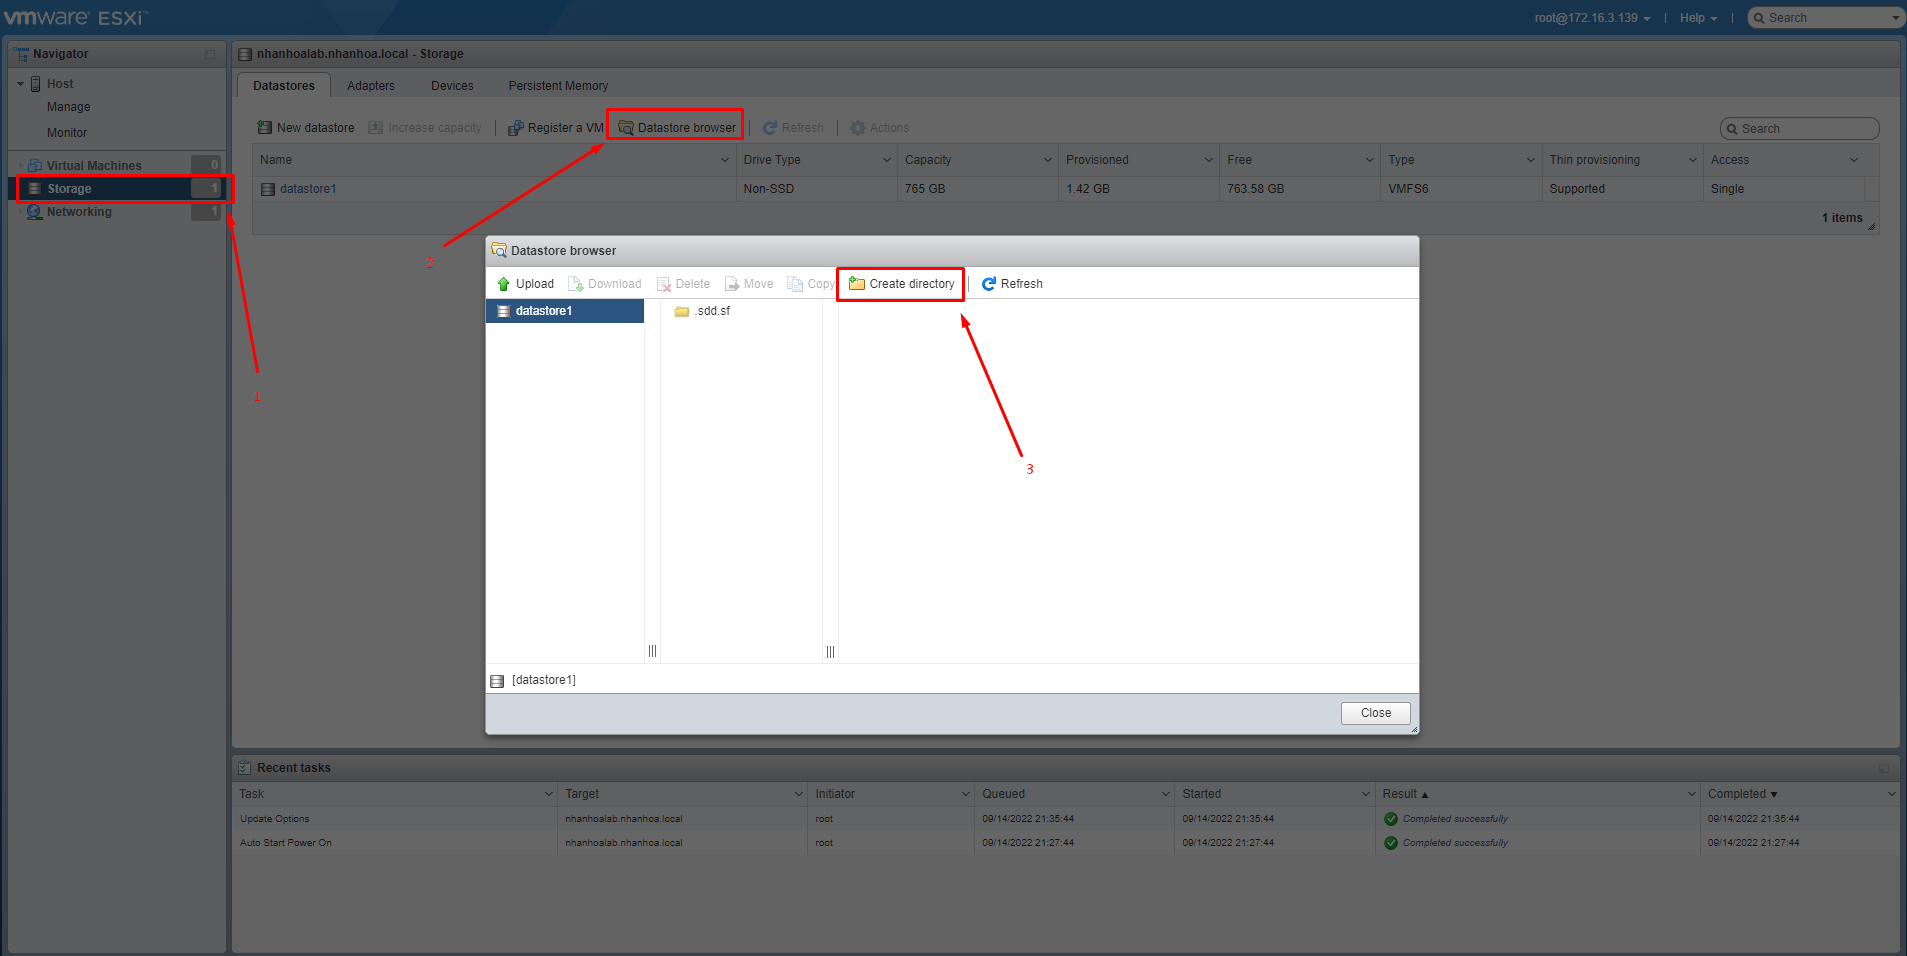 vmware ESXi™
root@172.16.3.139 | Help | Search
Navigator
Host
Manage
Monitor
Virtual Machines 0
Storage 1
Networking 1
1
nhanhoalab.nhanhoa.local - Storage
Datastores Adapters Devices Persistent Memory
New datastore Increase capacity | Register a VM Datastore browser | Refresh | Actions Search
Name Drive Type Capacity Provisioned Free Type Thin provisioning Access
datastore1 Non-SSD 765 GB 1.42 GB 763.58 GB VMFS6 Supported Single
1 items
2
Datastore browser
Upload Download Delete Move Copy Create directory | Refresh
datastore1 .sdd.sf
3
[datastore1]
Close
Recent tasks
Task Target Initiator Queued Started Result ▲ Completed ▼
Update Options nhanhoalab.nhanhoa.local root 09/14/2022 21:35:44 09/14/2022 21:35:44 Completed successfully 09/14/2022 21:35:44
Auto Start Power On nhanhoalab.nhanhoa.local root 09/14/2022 21:27:44 09/14/2022 21:27:44 Completed successfully 09/14/2022 21:27:44